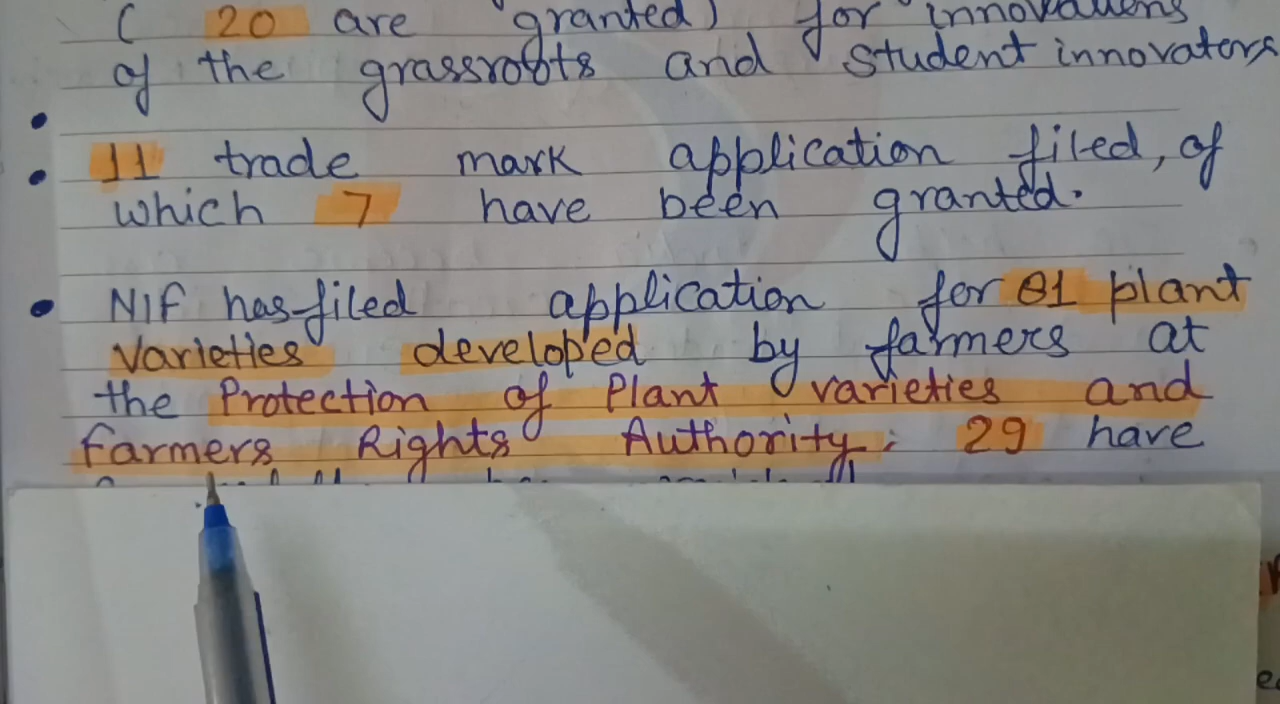 ( 20 are granted) for innovations
of the grassroots and student innovators
11 trade mark application filed, of
which 7 have been granted.
NIF has filed application for 81 plant
varieties developed by farmers at
the Protection of Plant varieties and
Farmers Rights Authority. 29 have